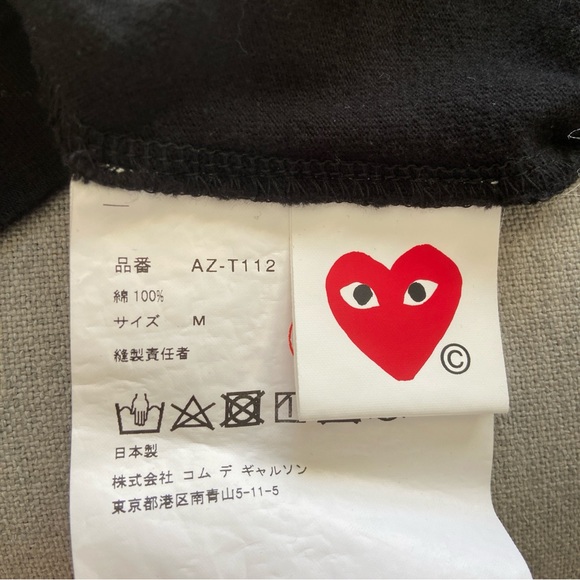 品番 AZ-T112
綿 100%
サイズ M
縫製責任者
©
日本製
株式会社 コム デ ギャルソン
東京都港区南青山5-11-5